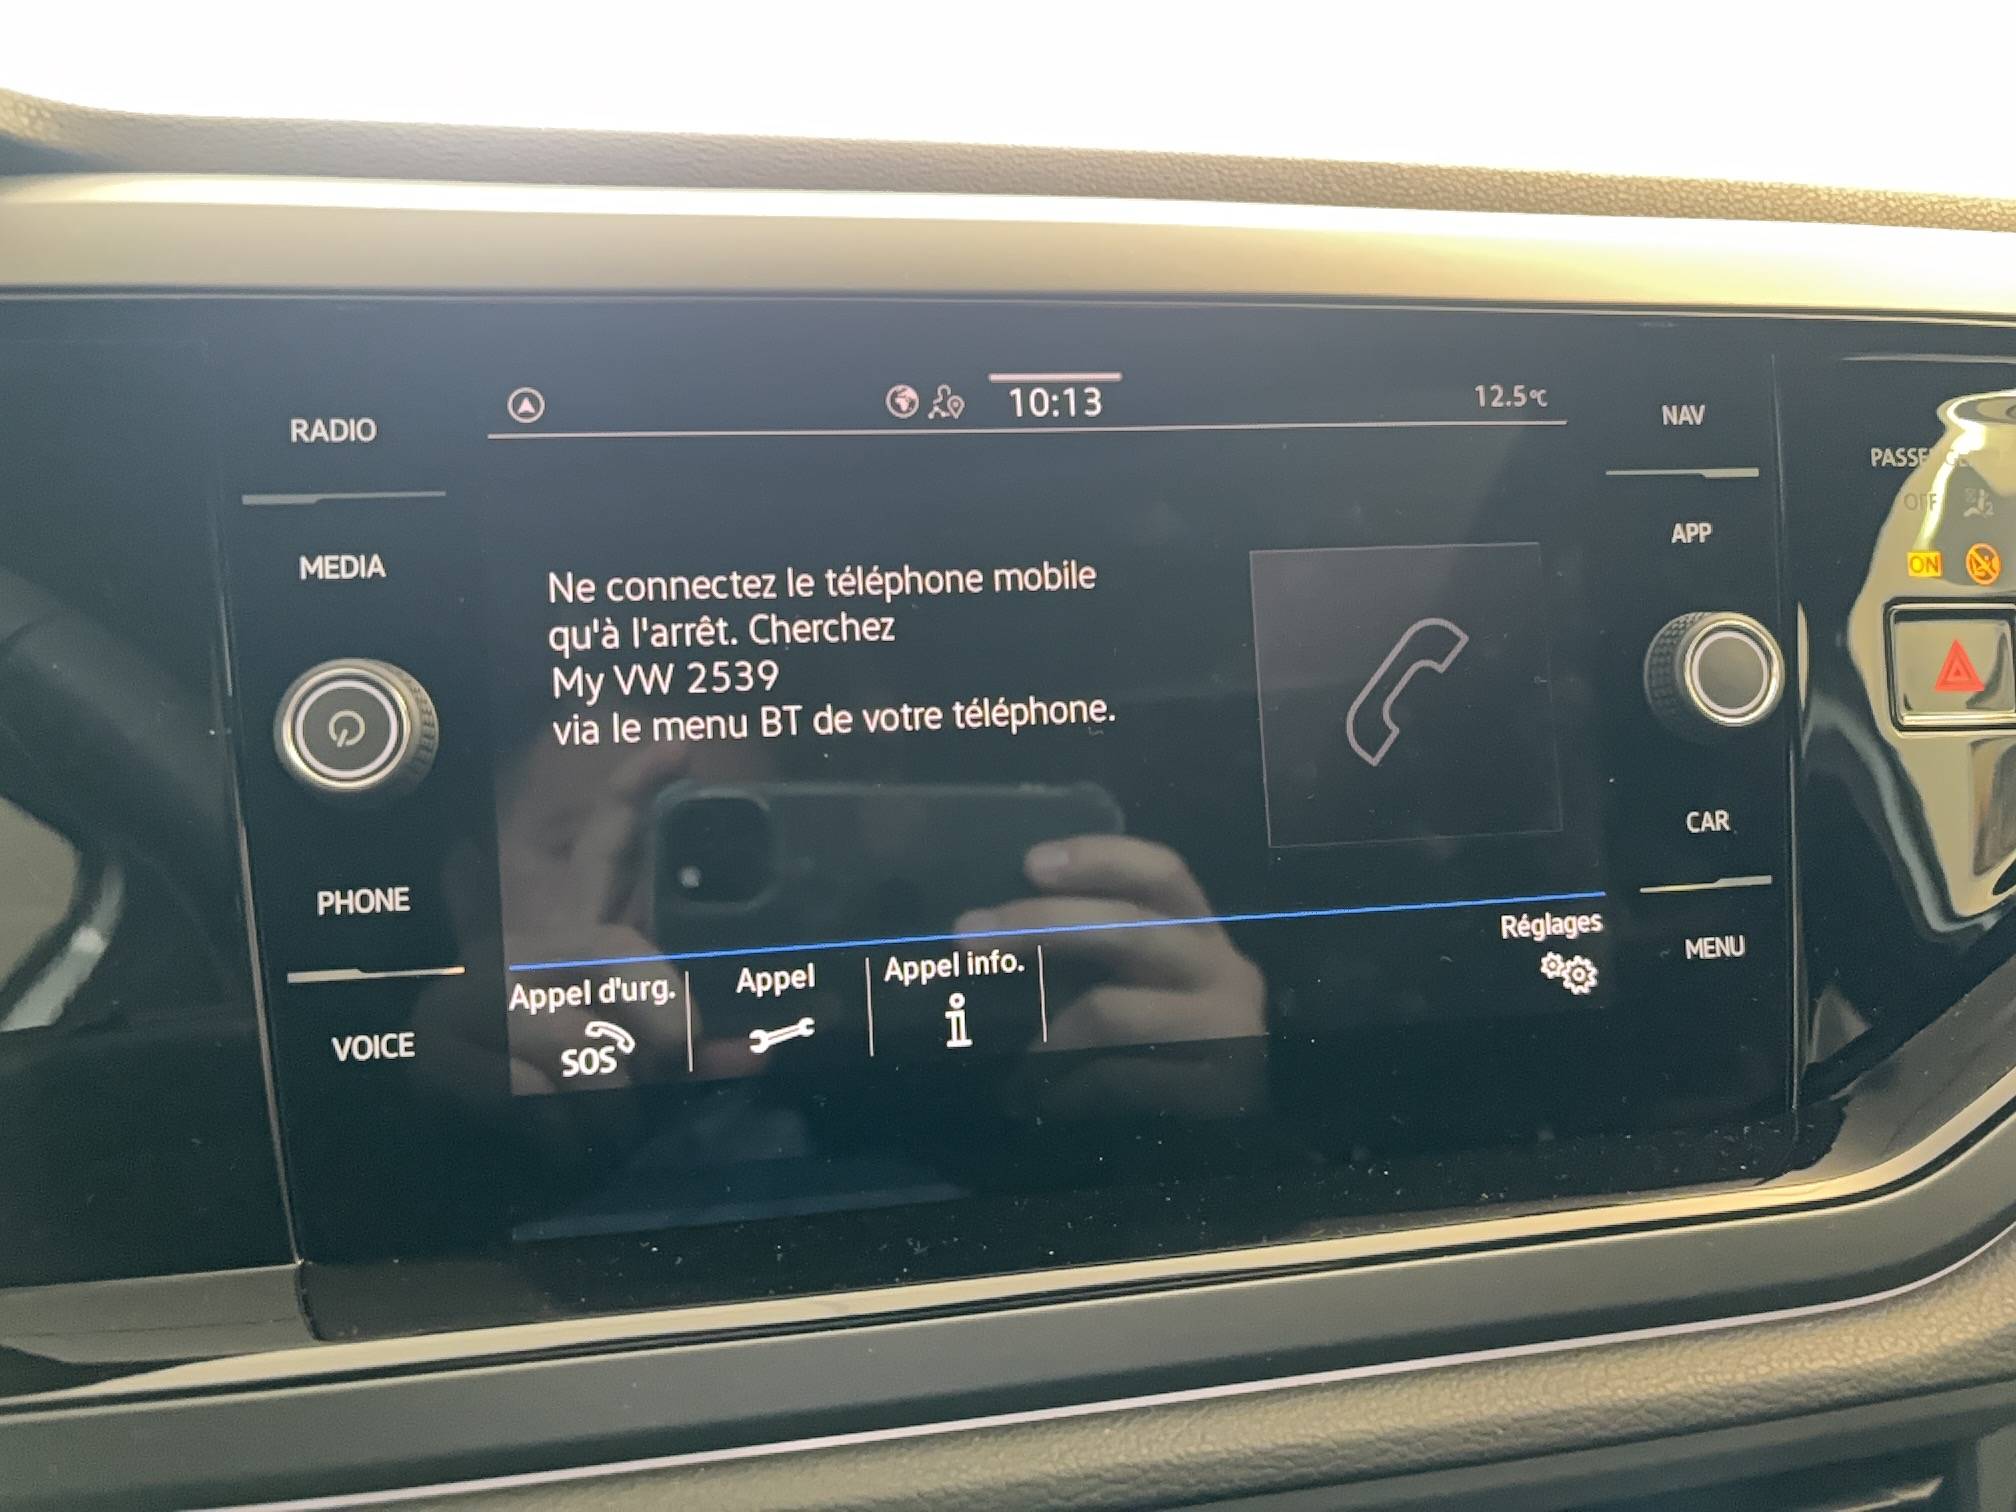 RADIO
MEDIA
PHONE
VOICE
10:13
12.5°C
Ne connectez le téléphone mobile
qu'à l'arrêt. Cherchez
My VW 2539
via le menu BT de votre téléphone.
Appel d'urg.
SOS
Appel
Appel info.
i
Réglages
NAV
APP
CAR
MENU
OFF
ON